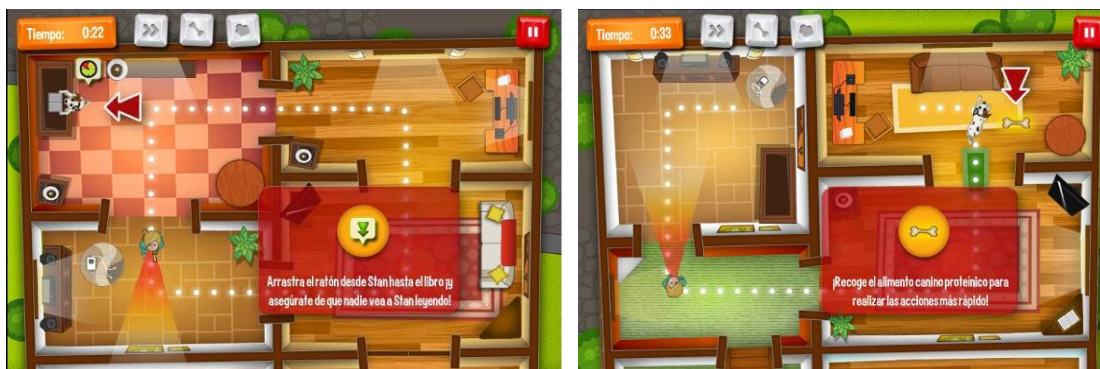 Tiempo: 0:22
Arrastra el ratón desde Stan hasta el libro ¡y
asegúrate de que nadie vea a Stan leyendo!
Tiempo: 0:33
¡Recoge el alimento canino proteínico para
realizar las acciones más rápido!